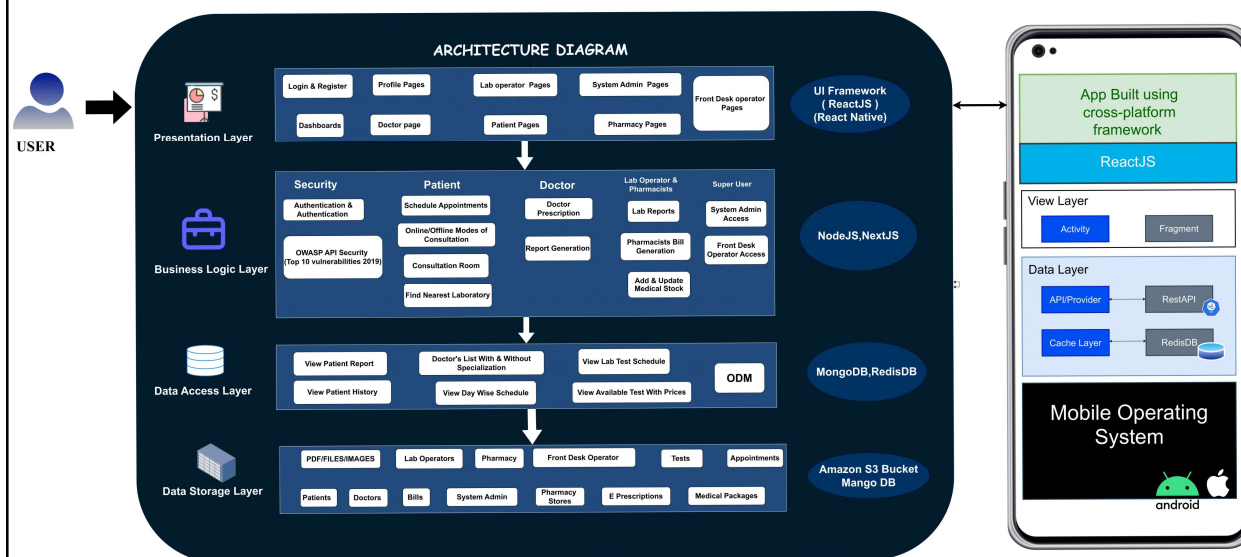 ARCHITECTURE DIAGRAM
USER
Presentation Layer
Login & Register
Profile Pages
Lab operator Pages
System Admin Pages
Front Desk operator
Pages
Dashboards
Doctor page
Patient Pages
Pharmacy Pages
UI Framework
( ReactJS )
(React Native)
Business Logic Layer
Security
Authentication &
Authentication
OWASP API Security
(Top 10 vulnerabilities 2019)
Patient
Schedule Appointments
Online/Offline Modes of
Consultation
Consultation Room
Find Nearest Laboratory
Doctor
Doctor
Prescription
Report Generation
Lab Operator &
Pharmacists
Lab Reports
Pharmacists Bill
Generation
Add & Update
Medical Stock
Super User
System Admin
Access
Front Desk
Operator Access
NodeJS,NextJS
Data Access Layer
View Patient Report
Doctor's List With & Without
Specialization
View Lab Test Schedule
ODM
View Patient History
View Day Wise Schedule
View Available Test With Prices
MongoDB,RedisDB
Data Storage Layer
PDF/FILES/IMAGES
Lab Operators
Pharmacy
Front Desk Operator
Tests
Appointments
Patients
Doctors
Bills
System Admin
Pharmacy
Stores
E Prescriptions
Medical Packages
Amazon S3 Bucket
Mango DB
App Built using
cross-platform
framework
ReactJS
View Layer
Activity
Fragment
Data Layer
API/Provider
RestAPI
Cache Layer
RedisDB
Mobile Operating
System
android